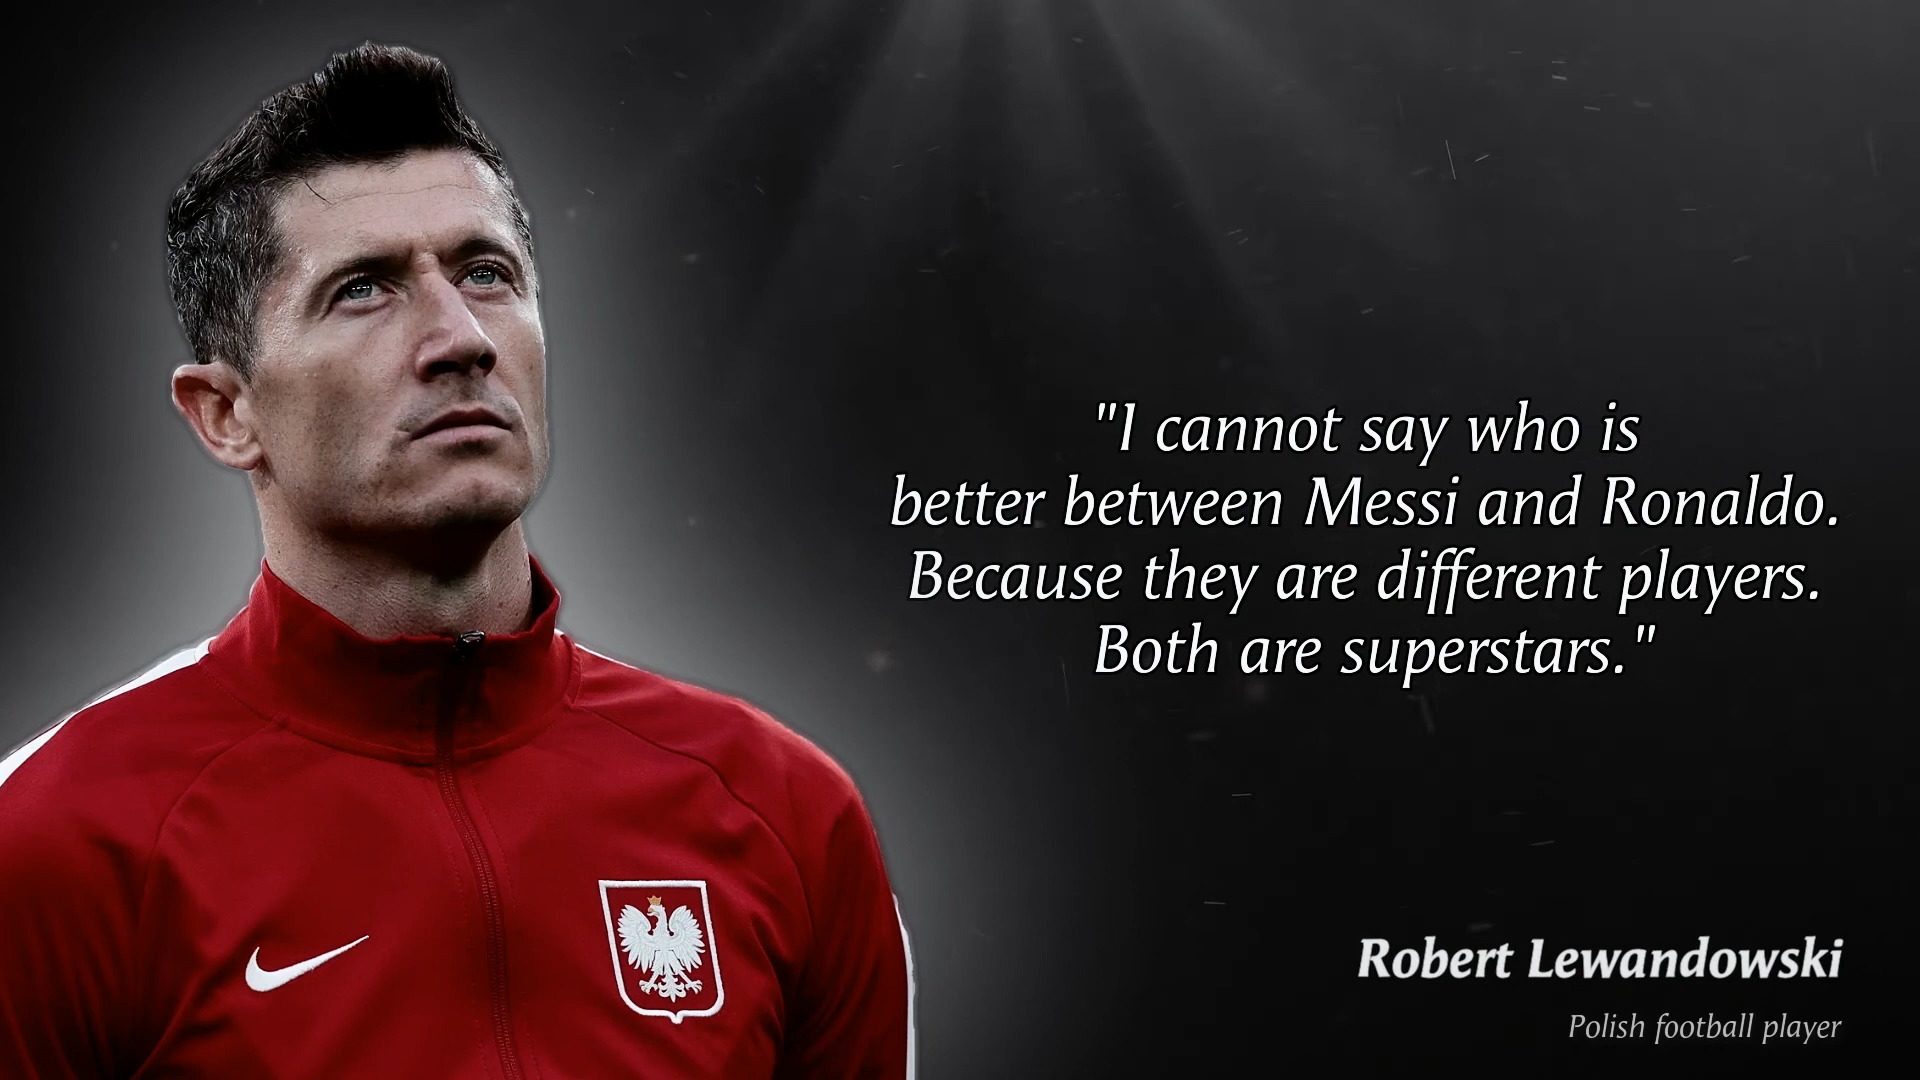 "I cannot say who is
better between Messi and Ronaldo.
Because they are different players.
Both are superstars."
Robert Lewandowski
Polish football player